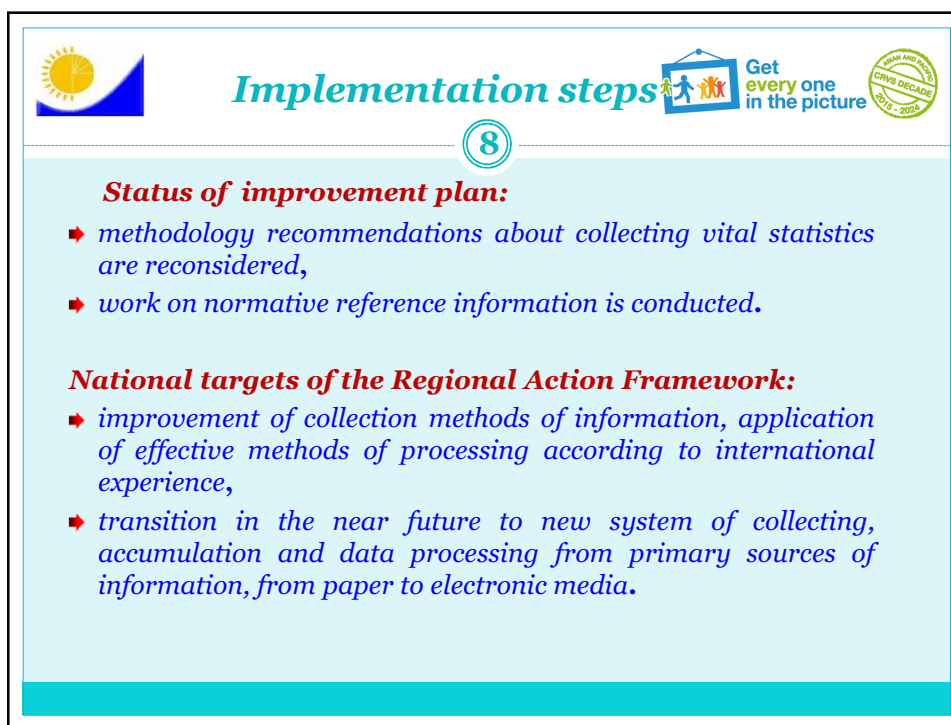 Implementation steps
Get
every one
in the picture
ASIAN AND PACIFIC
CRVS DECADE
2015 - 2024
8
Status of improvement plan:
methodology recommendations about collecting vital statistics
are reconsidered,
work on normative reference information is conducted.
National targets of the Regional Action Framework:
improvement of collection methods of information, application
of effective methods of processing according to international
experience,
transition in the near future to new system of collecting,
accumulation and data processing from primary sources of
information, from paper to electronic media.